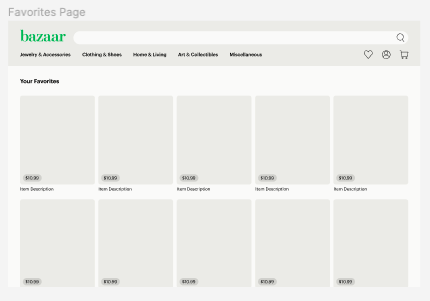 Favorites Page
bazaar
Jewelry & Accessories Clothing & Shoes Home & Living Art & Collectibles Miscellaneous
Your Favorites
$10.99 $10.99 $10.99 $10.99 $10.99
Item Description Item Description Item Description Item Description Item Description
$10.99 $10.99 $10.99 $10.99 $10.99